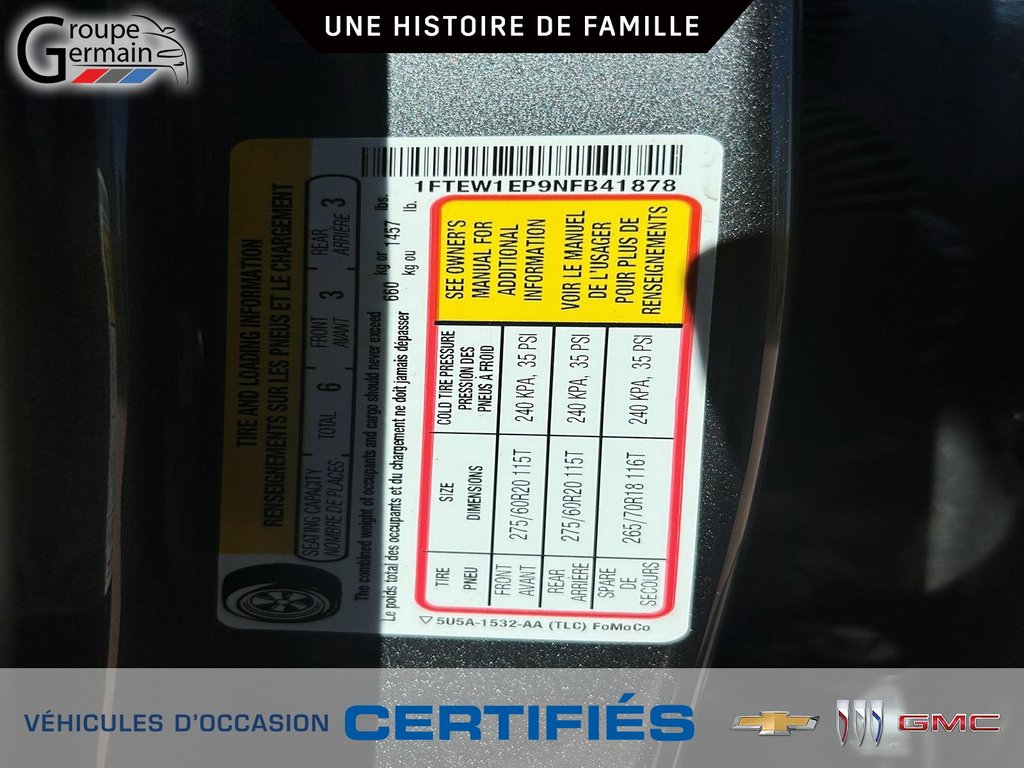 Groupe
Germain
UNE HISTOIRE DE FAMILLE
TIRE AND LOADING INFORMATION
RENSEIGNEMENTS SUR LES PNEUS ET LE CHARGEMENT
SEATING CAPACITY TOTAL 6 FRONT 3 REAR 3
NOMBRE DE PLACES AVANT ARRIÈRE
The combined weight of occupants and cargo should never exceed 660 kg or 1457 lbs.
Le poids total des occupants et du chargement ne doit jamais dépasser kg ou lb.
1FTEW1EP9NFB41878
TIRE SIZE COLD TIRE PRESSURE
PNEU DIMENSIONS PRESSION DES
PNEUS À FROID
FRONT 275/60R20 115T 240 KPA, 35 PSI
AVANT
REAR 275/60R20 115T 240 KPA, 35 PSI
ARRIÈRE
SPARE 265/70R18 116T 240 KPA, 35 PSI
DE
SECOURS
SEE OWNER'S
MANUAL FOR
ADDITIONAL
INFORMATION
VOIR LE MANUEL
DE L'USAGER
POUR PLUS DE
RENSEIGNEMENTS
5U5A-1532-AA (TLC) FoMoCo
VÉHICULES D'OCCASION CERTIFIÉS GMC